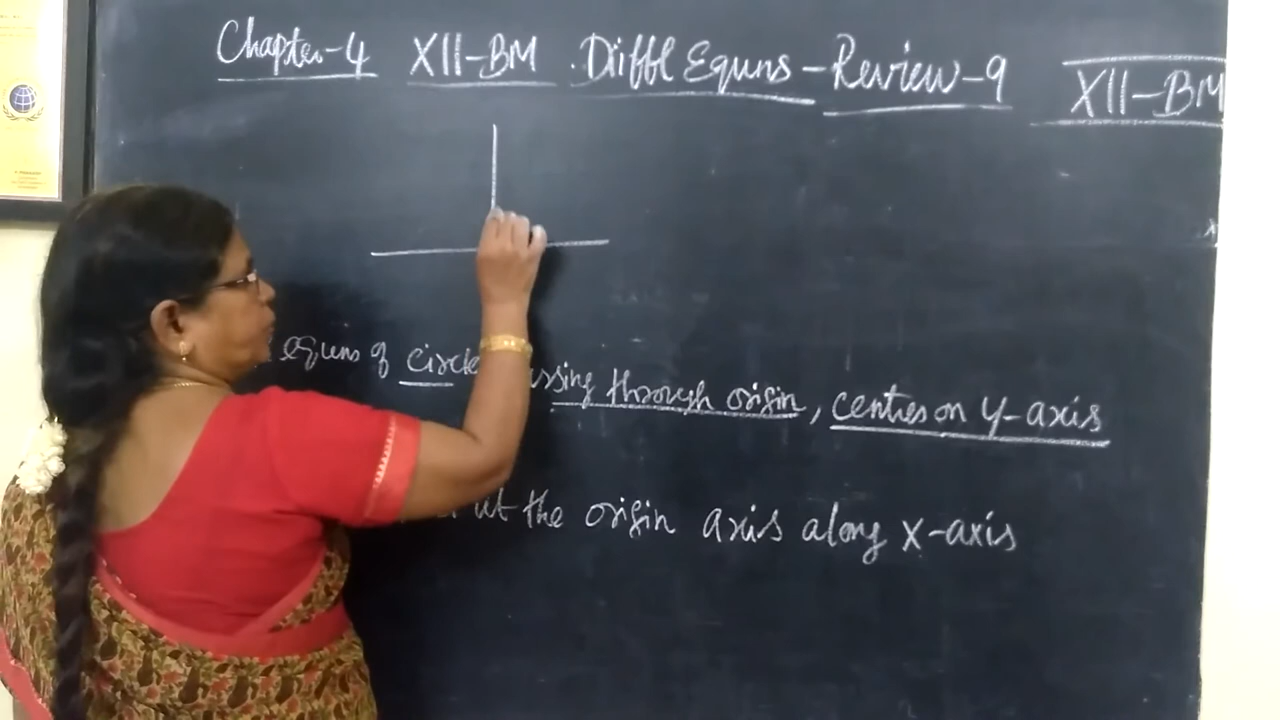 Chapter-4 XII-BM Diffl Equns - Review-9 XII-BM
equns of circle through origin, centres on y-axis
at the origin axis along x-axis